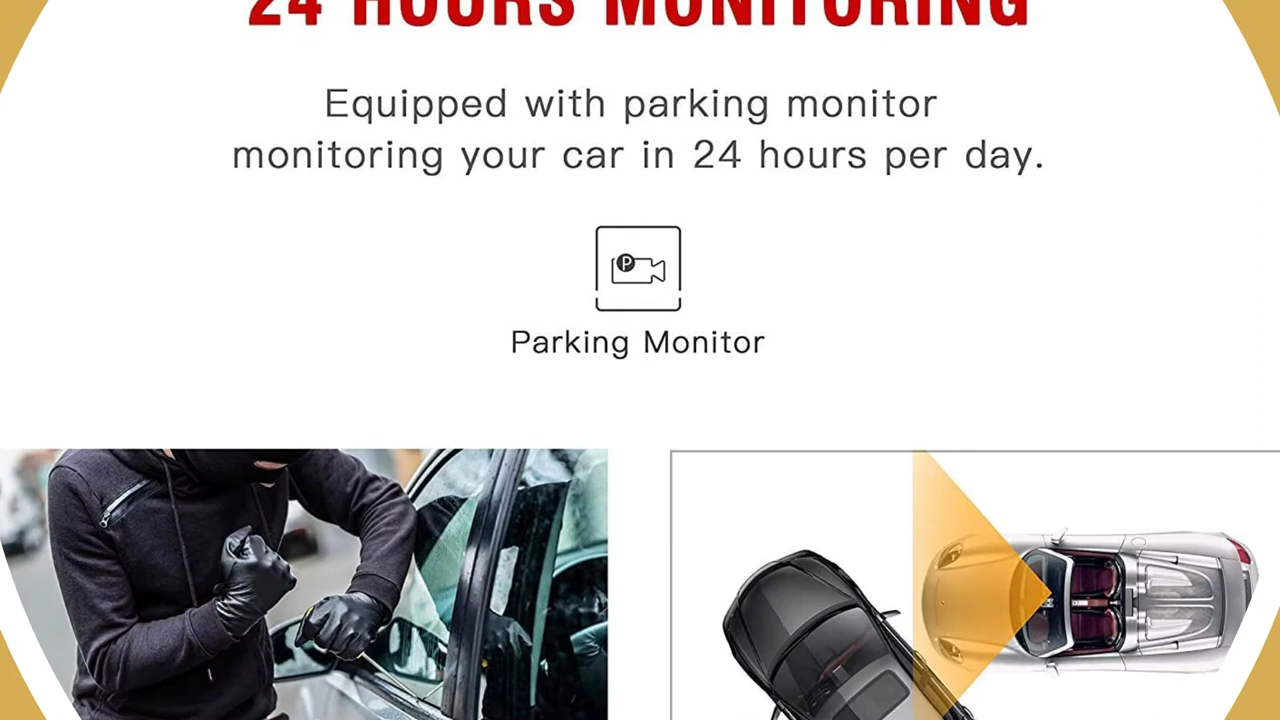 24 HOURS MONITORING
Equipped with parking monitor
monitoring your car in 24 hours per day.
P
Parking Monitor